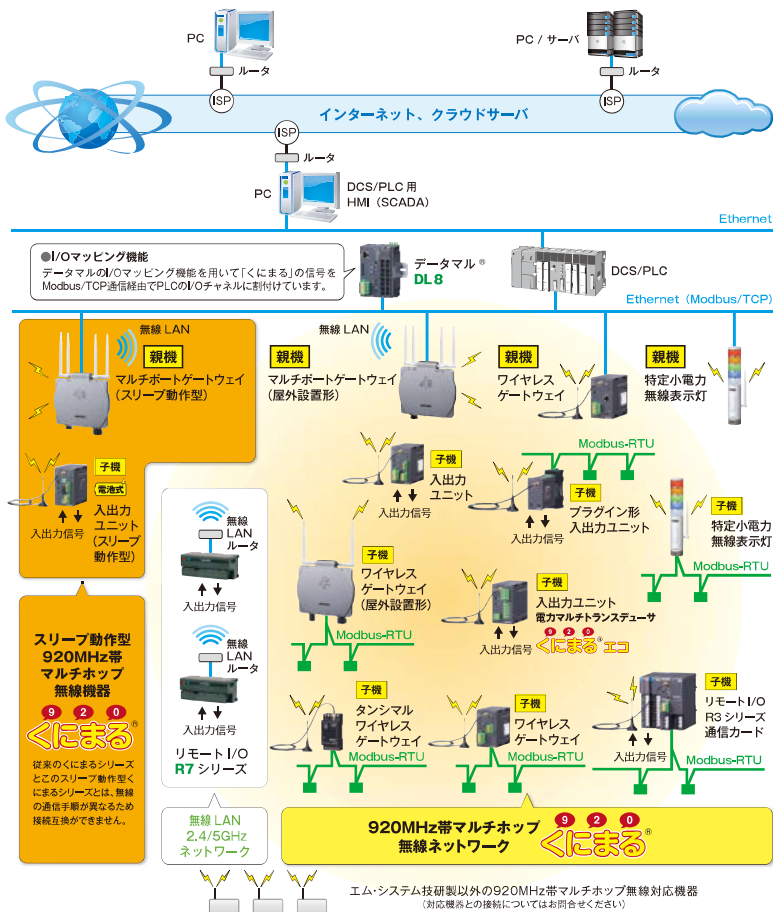 PC
ルータ
ISP
PC / サーバ
ルータ
ISP
インターネット、クラウドサーバ
ISP
ルータ
PC
DCS/PLC 用
HMI（SCADA）
Ethernet
●I/Oマッピング機能
データマルのI/Oマッピング機能を用いて「くにまる」の信号を
Modbus/TCP通信経由でPLCのI/Oチャネルに割付けています。
データマル®
DL8
DCS/PLC
Ethernet（Modbus/TCP）
無線 LAN
親機
マルチポートゲートウェイ
（スリープ動作型）
無線 LAN
親機
マルチポートゲートウェイ
（屋外設置形）
親機
ワイヤレス
ゲートウェイ
親機
特定小電力
無線表示灯
子機
電池式
入出力
ユニット
（スリープ
動作型）
入出力信号
無線
LAN
ルータ
入出力信号
無線
LAN
ルータ
入出力信号
リモート I/O
R7 シリーズ
子機
入出力
ユニット
入出力信号
Modbus-RTU
子機
プラグイン形
入出力ユニット
入出力信号
子機
特定小電力
無線表示灯
Modbus-RTU
子機
ワイヤレス
ゲートウェイ
（屋外設置形）
Modbus-RTU
子機
入出力ユニット
電力マルチトランスデューサ
920
くにまる®エコ
入出力信号
子機
タンシマル
ワイヤレス
ゲートウェイ
Modbus-RTU
子機
ワイヤレス
ゲートウェイ
Modbus-RTU
子機
リモート I/O
R3 シリーズ
通信カード
入出力信号
Modbus-RTU
スリープ動作型
920MHz帯
マルチホップ
無線機器
920
くにまる®
従来のくにまるシリーズ
とこのスリープ動作型く
にまるシリーズとは、無線
の通信手順が異なるため
接続互換ができません。
無線 LAN
2.4/5GHz
ネットワーク
920MHz帯マルチホップ
無線ネットワーク
920
くにまる®
エム・システム技研製以外の920MHz帯マルチホップ無線対応機器
（対応機器との接続についてはお問合せください）